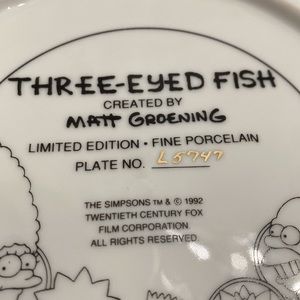 THREE-EYED FISH
CREATED BY
MATT GROENING
LIMITED EDITION • FINE PORCELAIN
PLATE NO. L5747
THE SIMPSONS ™ & © 1992
TWENTIETH CENTURY FOX
FILM CORPORATION
ALL RIGHTS RESERVED